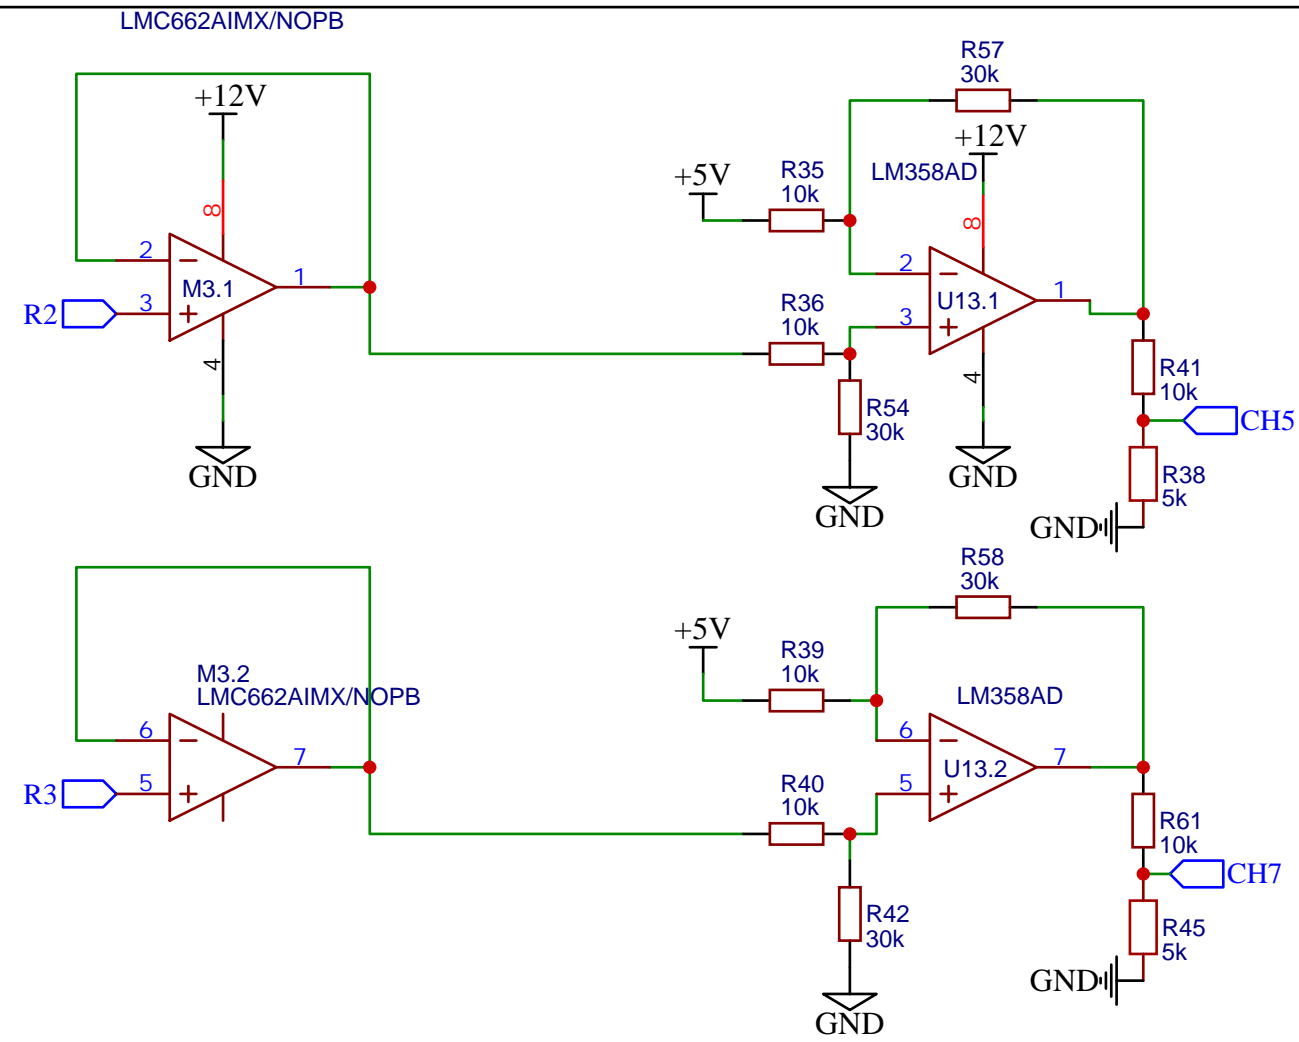 LMC662AIMX/NOPB
+12V
8
2
M3.1
1
R2
3
4
GND
R57
30k
+12V
+5V
R35
10k
LM358AD
8
2
U13.1
1
R36
10k
3
4
R54
30k
GND
GND
R41
10k
CH5
R38
5k
GND
M3.2
LMC662AIMX/NOPB
6
7
R3
5
R58
30k
+5V
R39
10k
LM358AD
6
U13.2
7
R40
10k
5
R42
30k
GND
R61
10k
CH7
R45
5k
GND